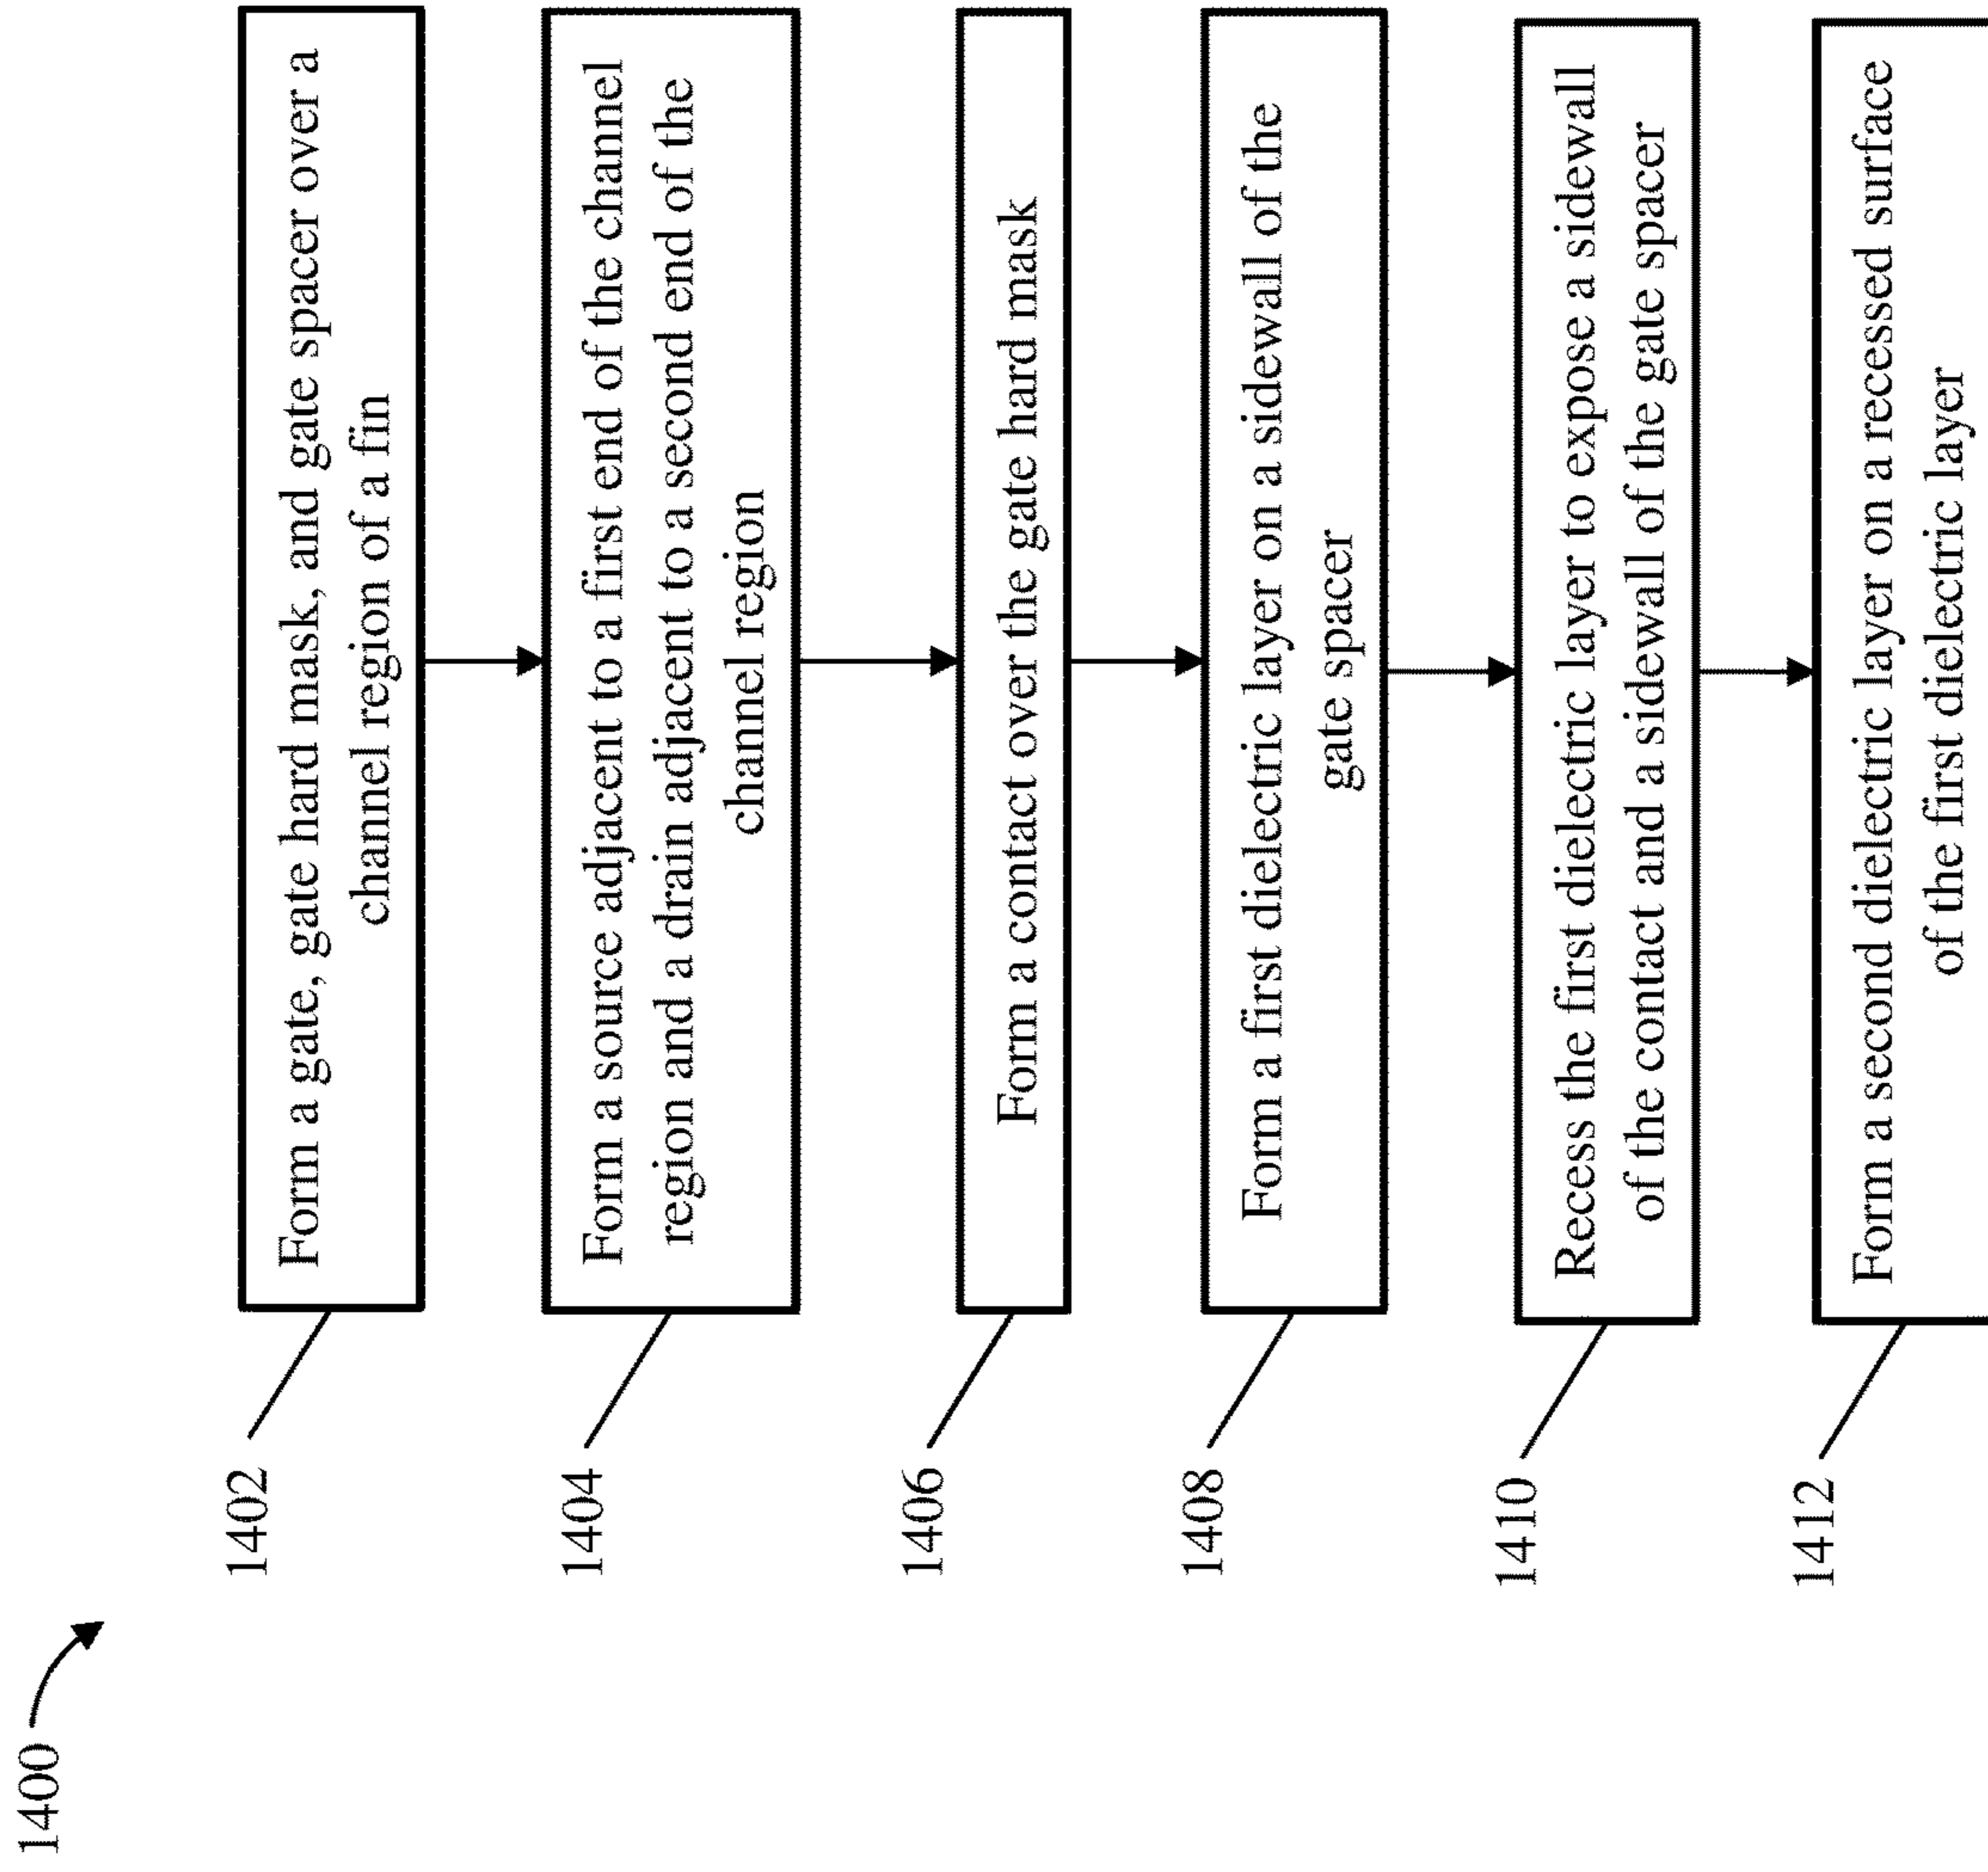 1400
1402
Form a gate, gate hard mask, and gate spacer over a
channel region of a fin
1404
Form a source adjacent to a first end of the channel
region and a drain adjacent to a second end of the
channel region
1406
Form a contact over the gate hard mask
1408
Form a first dielectric layer on a sidewall of the
gate spacer
1410
Recess the first dielectric layer to expose a sidewall
of the contact and a sidewall of the gate spacer
1412
Form a second dielectric layer on a recessed surface
of the first dielectric layer